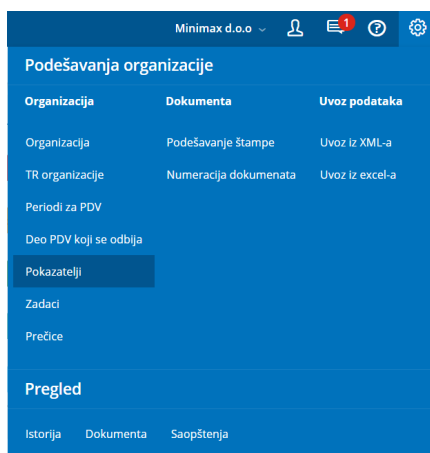 Minimax d.o.o 1
Podešavanja organizacije
Organizacija Dokumenta Uvoz podataka
Organizacija Podešavanje štampe Uvoz iz XML-a
TR organizacije Numeracija dokumenata Uvoz iz excel-a
Periodi za PDV
Deo PDV koji se odbija
Pokazatelji
Zadaci
Prečice
Pregled
Istorija Dokumenta Saopštenja